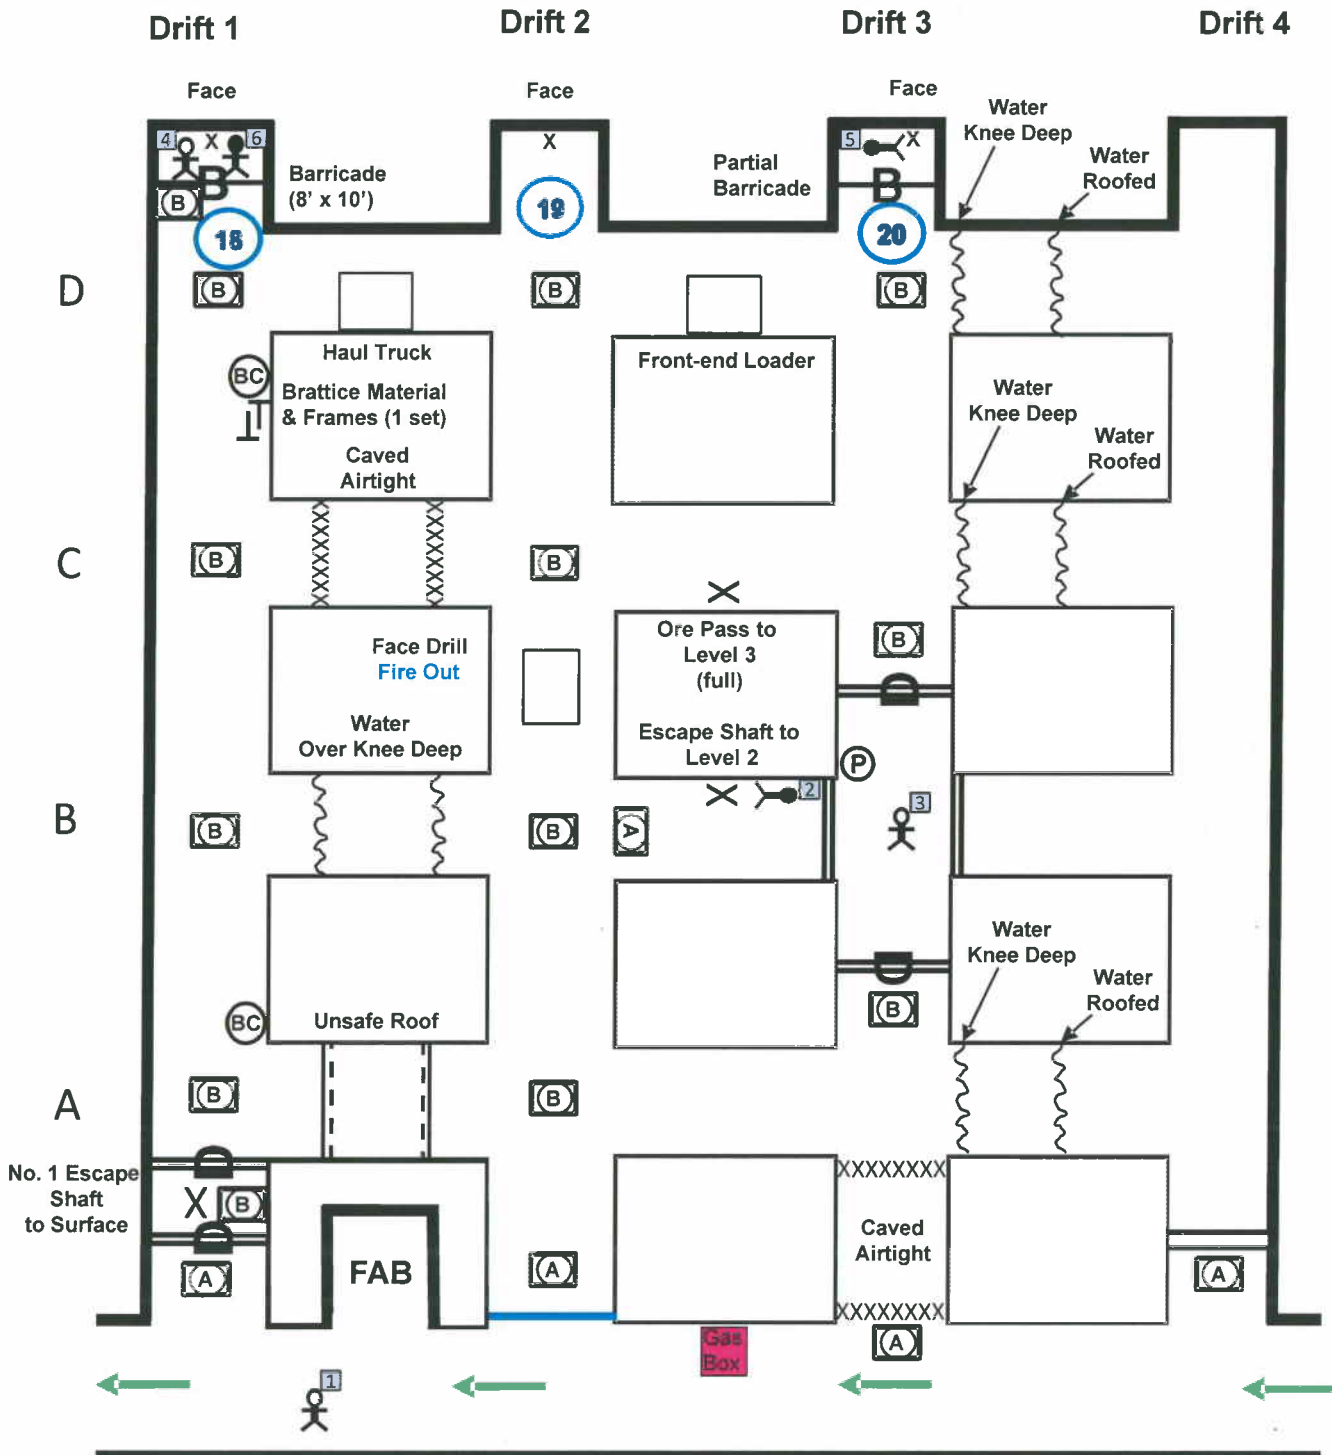 Drift 1
Drift 2
Drift 3
Drift 4
Face
Face
Face
Water
Knee Deep
Water
Roofed
4
X
6
X
5
X
B
B
Barricade
(8' x 10')
Partial
Barricade
B
18
19
20
D
B
B
B
Haul Truck
Brattice Material
& Frames (1 set)
Caved
Airtight
BC
Front-end Loader
Water
Knee Deep
Water
Roofed
C
B
B
Face Drill
Fire Out
Water
Over Knee Deep
X
Ore Pass to
Level 3
(full)
Escape Shaft to
Level 2
B
P
B
B
B
A
X
2
3
BC
Unsafe Roof
B
Water
Knee Deep
Water
Roofed
A
B
B
No. 1 Escape
Shaft
to Surface
X
B
A
FAB
A
XXXXXXXX
Caved
Airtight
XXXXXXXX
A
A
Gas
Box
1